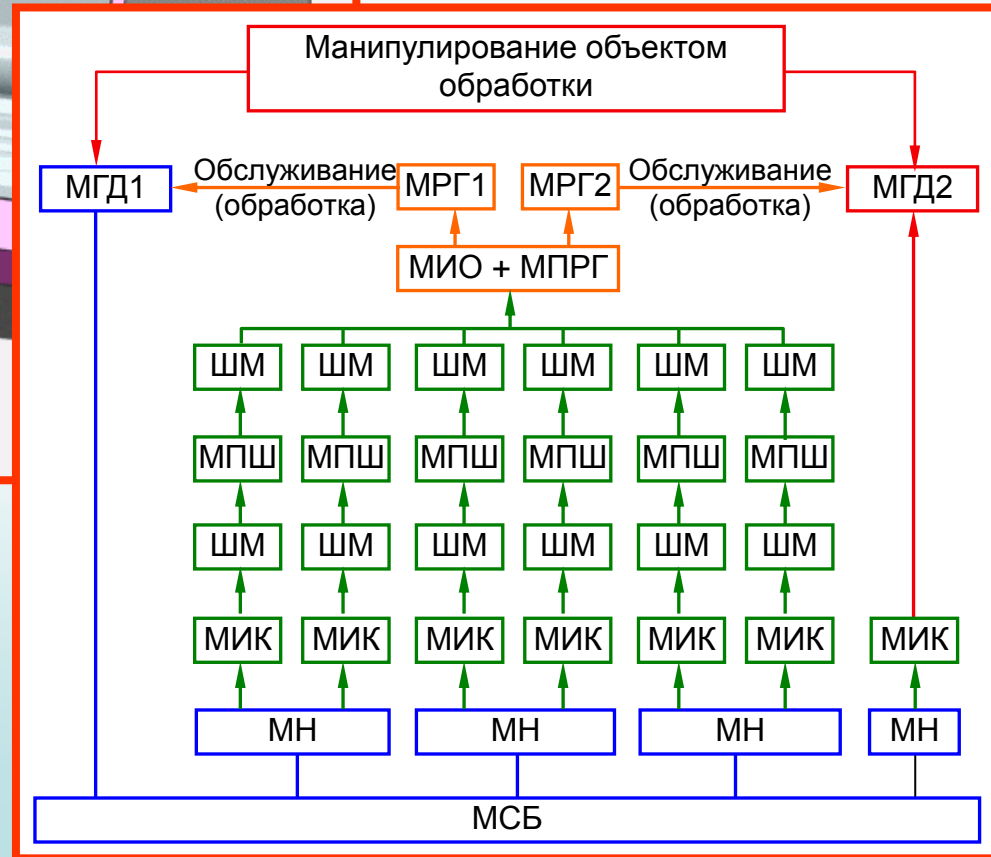 Манипулирование объектом
обработки
МГД1
Обслуживание
(обработка)
МРГ1
МРГ2
Обслуживание
(обработка)
МГД2
МИО + МПРГ
ШМ ШМ ШМ ШМ ШМ ШМ
МПШ МПШ МПШ МПШ МПШ МПШ
ШМ ШМ ШМ ШМ ШМ ШМ
МИК МИК МИК МИК МИК МИК МИК
МН МН МН МН
МСБ